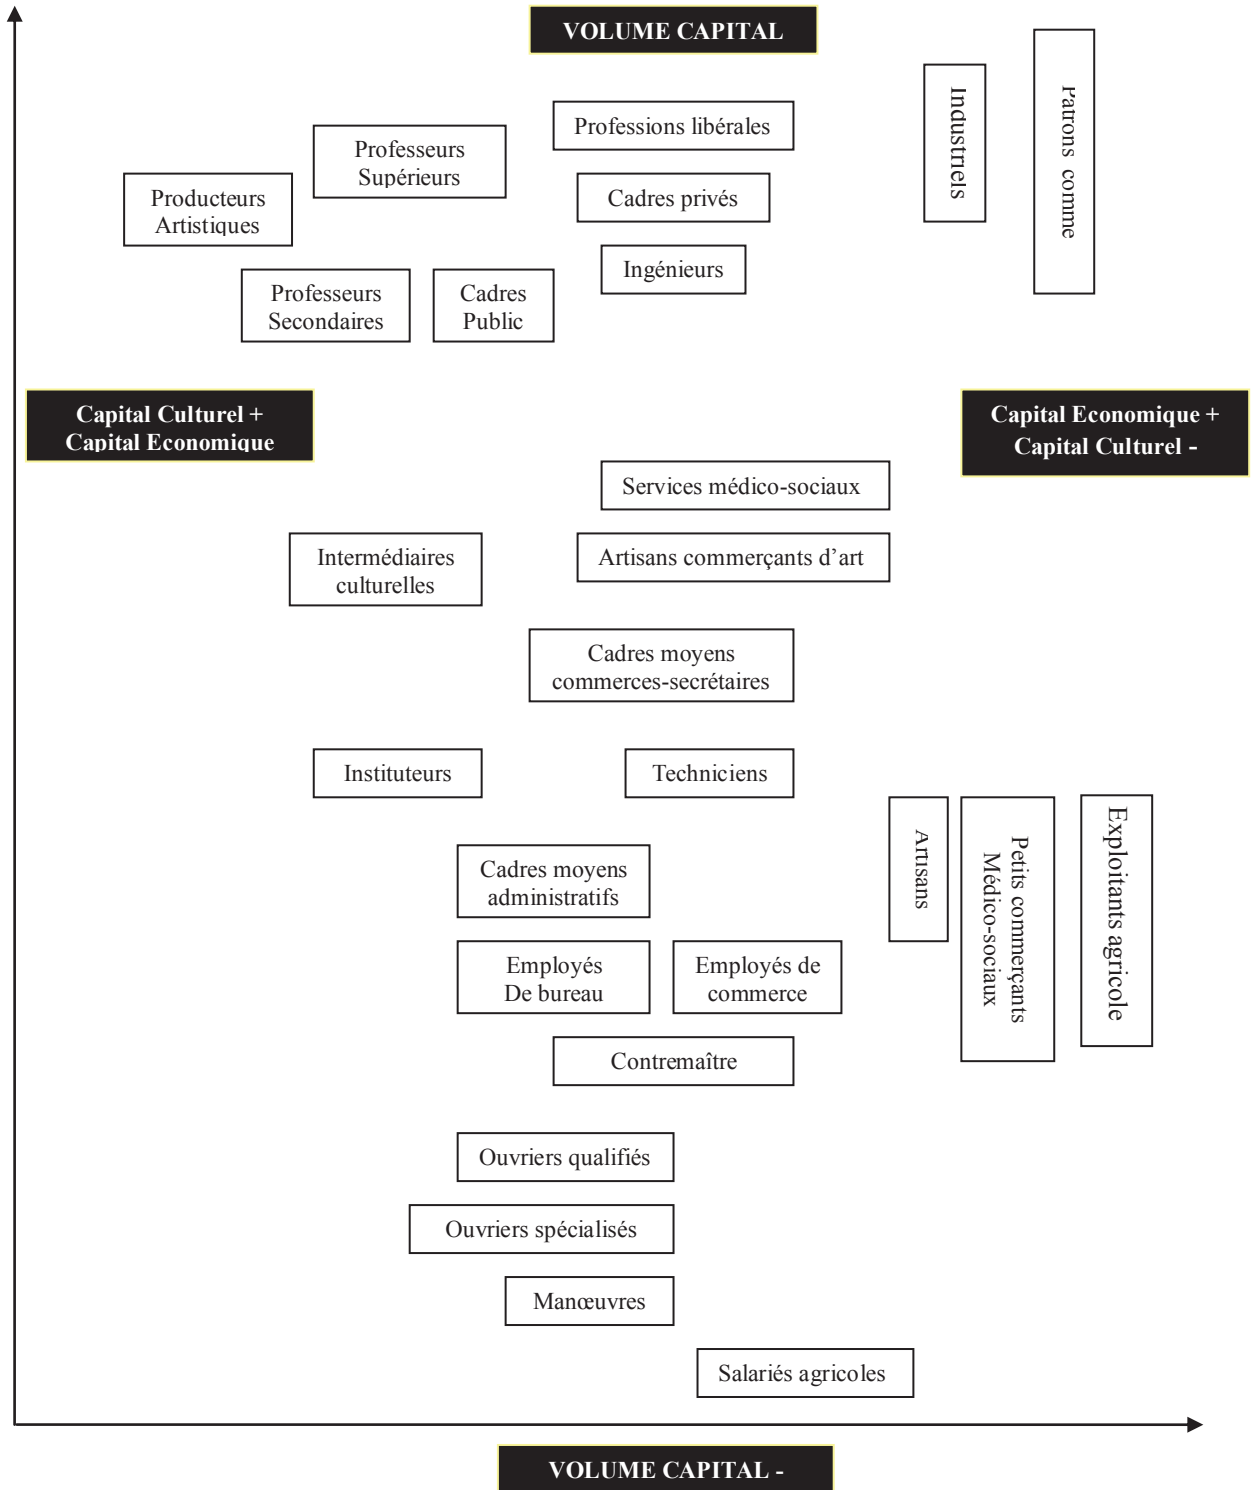 VOLUME CAPITAL
Professions libérales
Industriels
Patrons comme
Professeurs
Supérieurs
Producteurs
Artistiques
Cadres privés
Ingénieurs
Professeurs
Secondaires
Cadres
Public
Capital Culturel +
Capital Economique
Capital Economique +
Capital Culturel -
Services médico-sociaux
Intermédiaires
culturelles
Artisans commerçants d’art
Cadres moyens
commerces-secrétaires
Instituteurs
Techniciens
Artisans
Petits commerçants
Médico-sociaux
Exploitants agricole
Cadres moyens
administratifs
Employés
De bureau
Employés de
commerce
Contremaître
Ouvriers qualifiés
Ouvriers spécialisés
Manœuvres
Salariés agricoles
VOLUME CAPITAL -